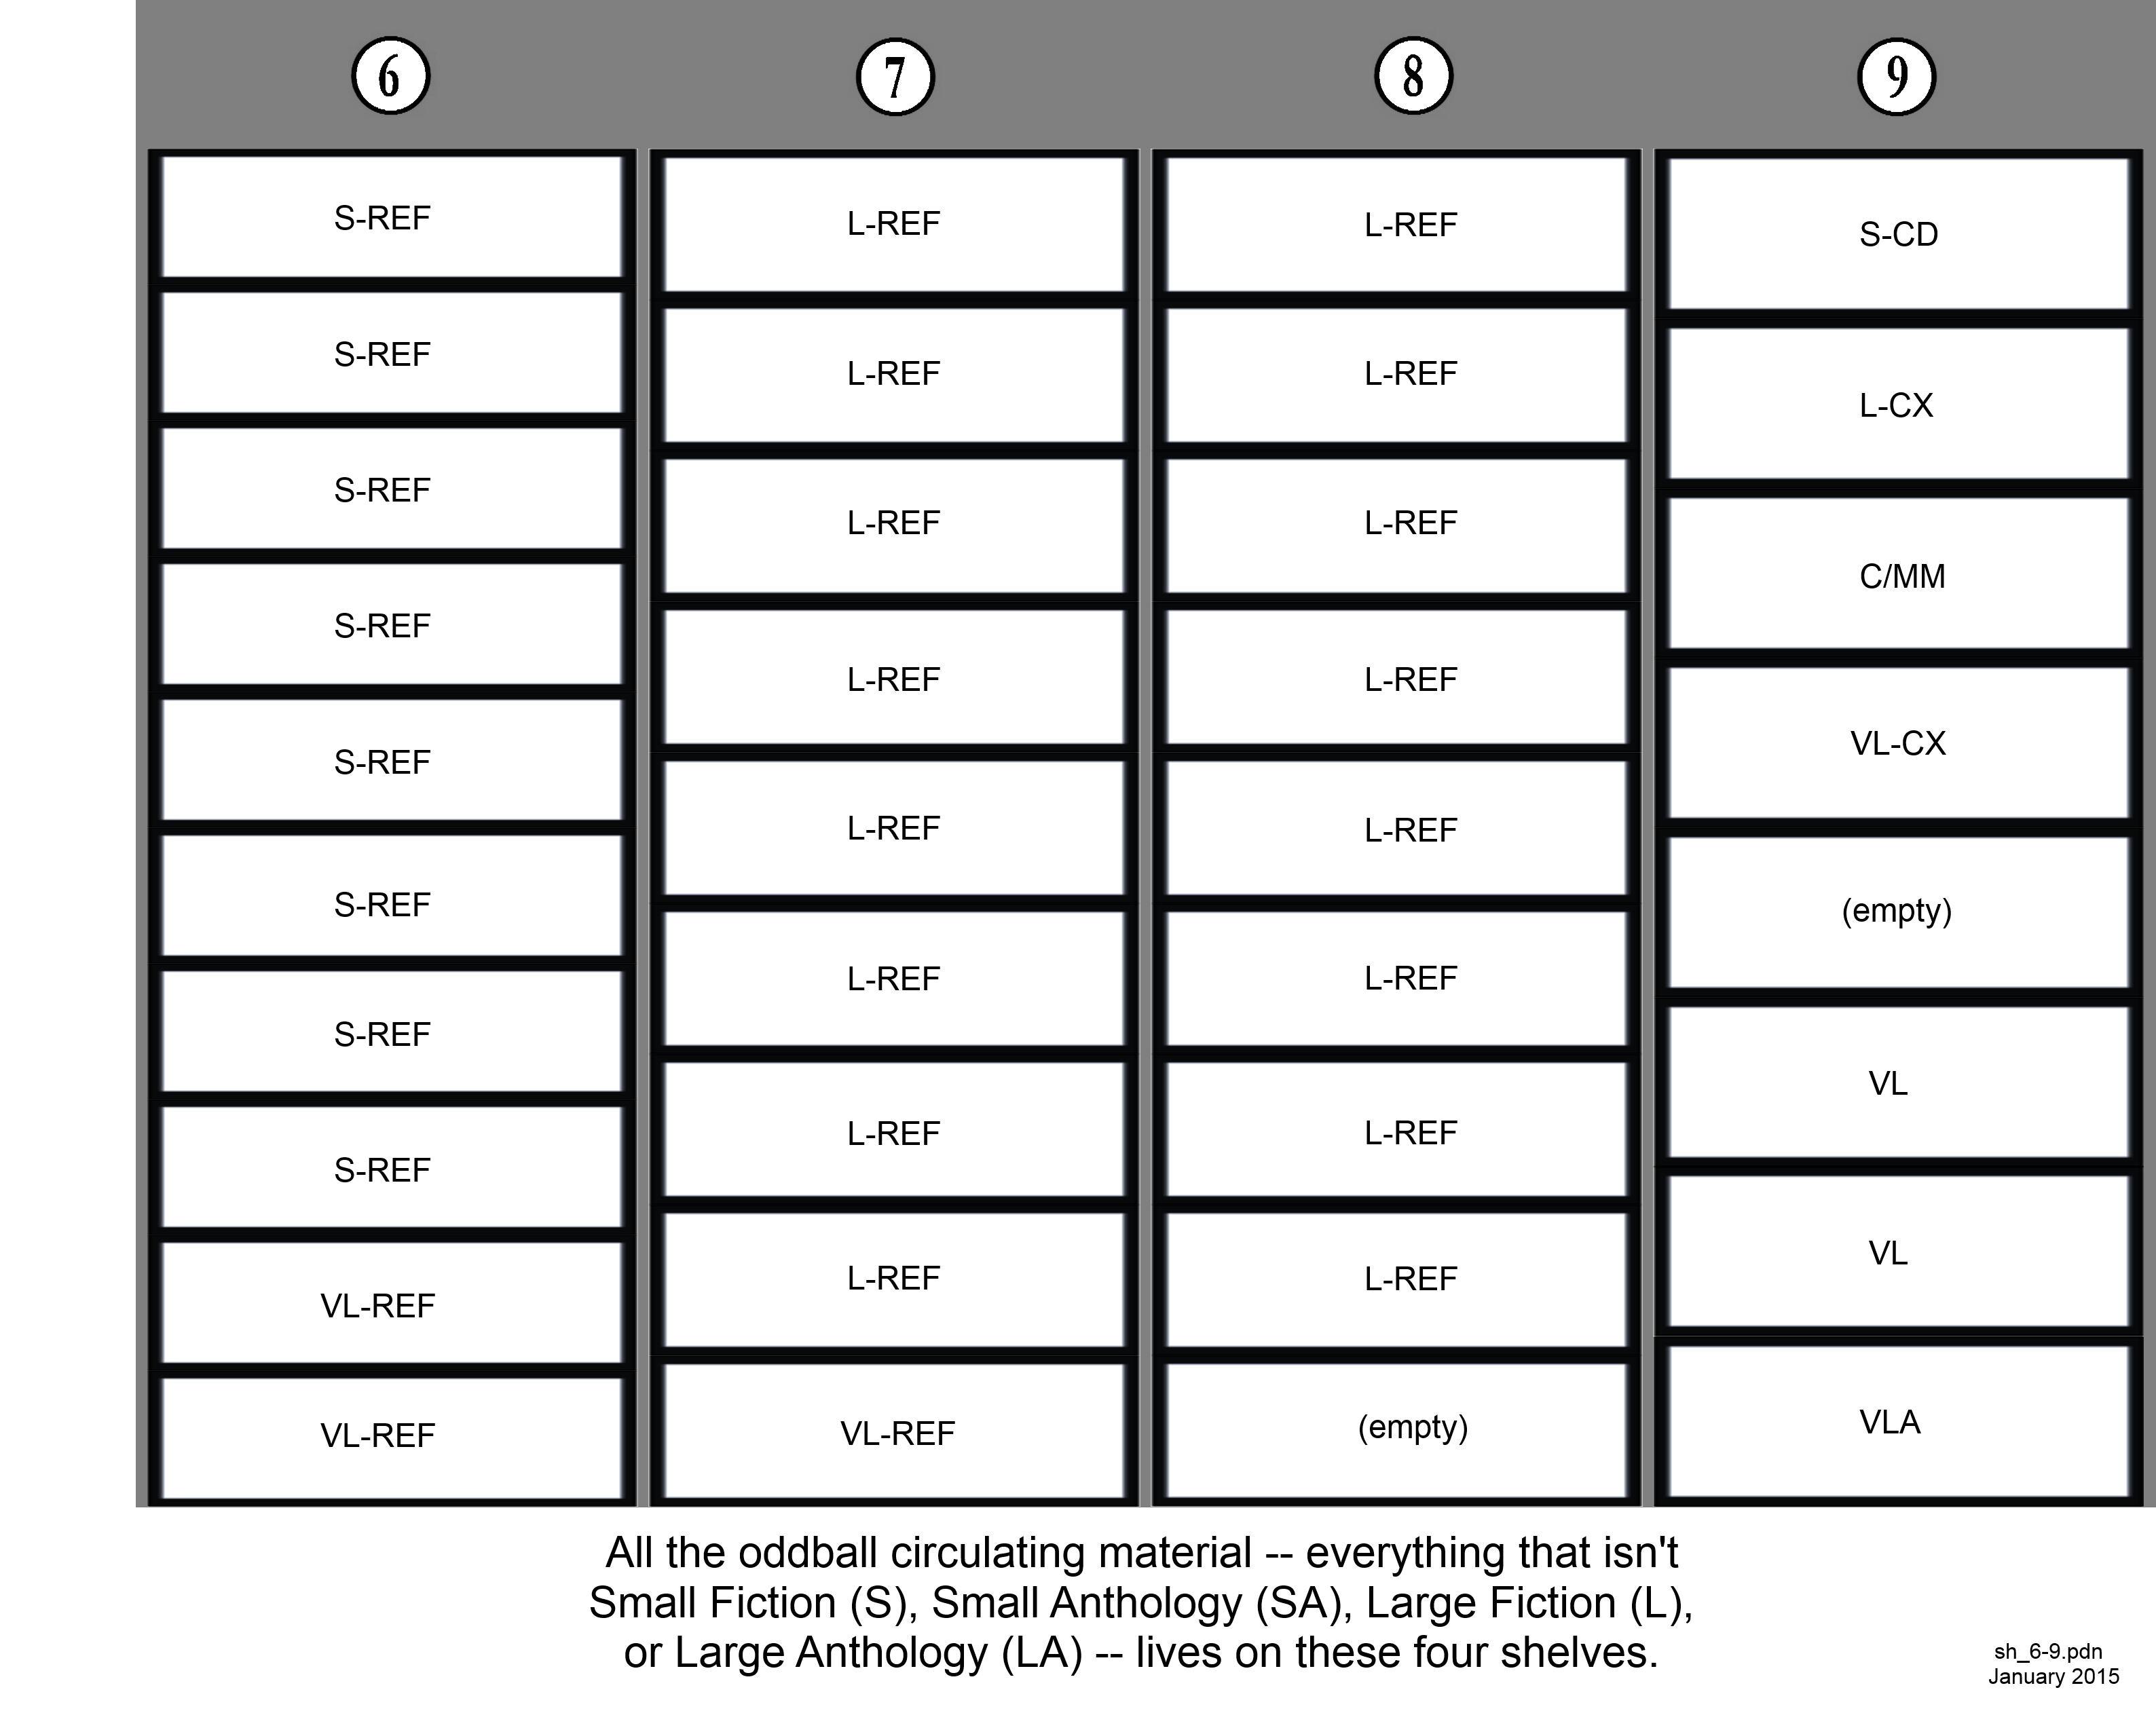 6 7 8 9
S-REF
S-REF
S-REF
S-REF
S-REF
S-REF
S-REF
S-REF
VL-REF
VL-REF
L-REF
L-REF
L-REF
L-REF
L-REF
L-REF
L-REF
L-REF
VL-REF
L-REF
L-REF
L-REF
L-REF
L-REF
L-REF
L-REF
L-REF
(empty)
S-CD
L-CX
C/MM
VL-CX
(empty)
VL
VL
VLA
All the oddball circulating material -- everything that isn't
Small Fiction (S), Small Anthology (SA), Large Fiction (L),
or Large Anthology (LA) -- lives on these four shelves.
sh_6-9.pdn
January 2015